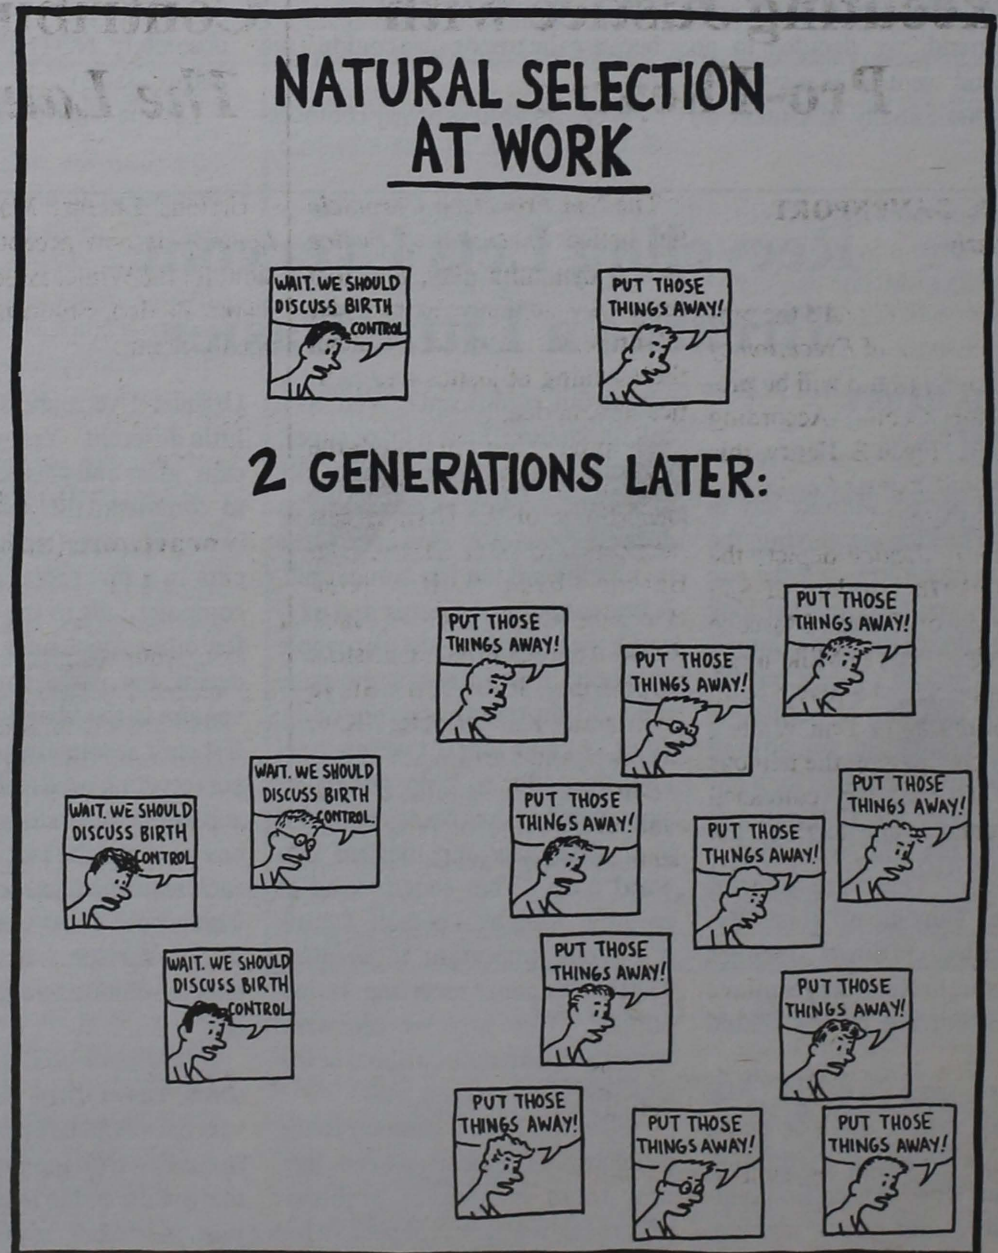 NATURAL SELECTION
AT WORK
WAIT. WE SHOULD
DISCUSS BIRTH
CONTROL.
PUT THOSE
THINGS AWAY!
2 GENERATIONS LATER:
PUT THOSE
THINGS AWAY!
PUT THOSE
THINGS AWAY!
PUT THOSE
THINGS AWAY!
WAIT. WE SHOULD
DISCUSS BIRTH
CONTROL.
WAIT. WE SHOULD
DISCUSS BIRTH
CONTROL.
PUT THOSE
THINGS AWAY!
PUT THOSE
THINGS AWAY!
PUT THOSE
THINGS AWAY!
WAIT. WE SHOULD
DISCUSS BIRTH
CONTROL.
PUT THOSE
THINGS AWAY!
PUT THOSE
THINGS AWAY!
PUT THOSE
THINGS AWAY!
PUT THOSE
THINGS AWAY!
PUT THOSE
THINGS AWAY!